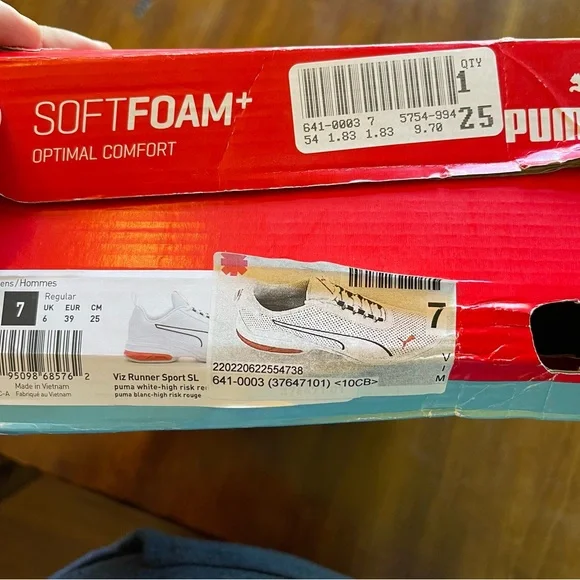 SOFTFOAM+
OPTIMAL COMFORT
QTY
1
641-0003 7 5754-994
54 1.83 1.83 9.70 25
PUM
ens/Hommes
7
Regular
UK EUR CM
6 39 25
95098 68576 2
Made in Vietnam
Fabriqué au Vietnam
Viz Runner Sport SL
puma white-high risk re
puma blanc-high risk rouge
7
220220622554738
641-0003 (37647101) <10CB>
VIM